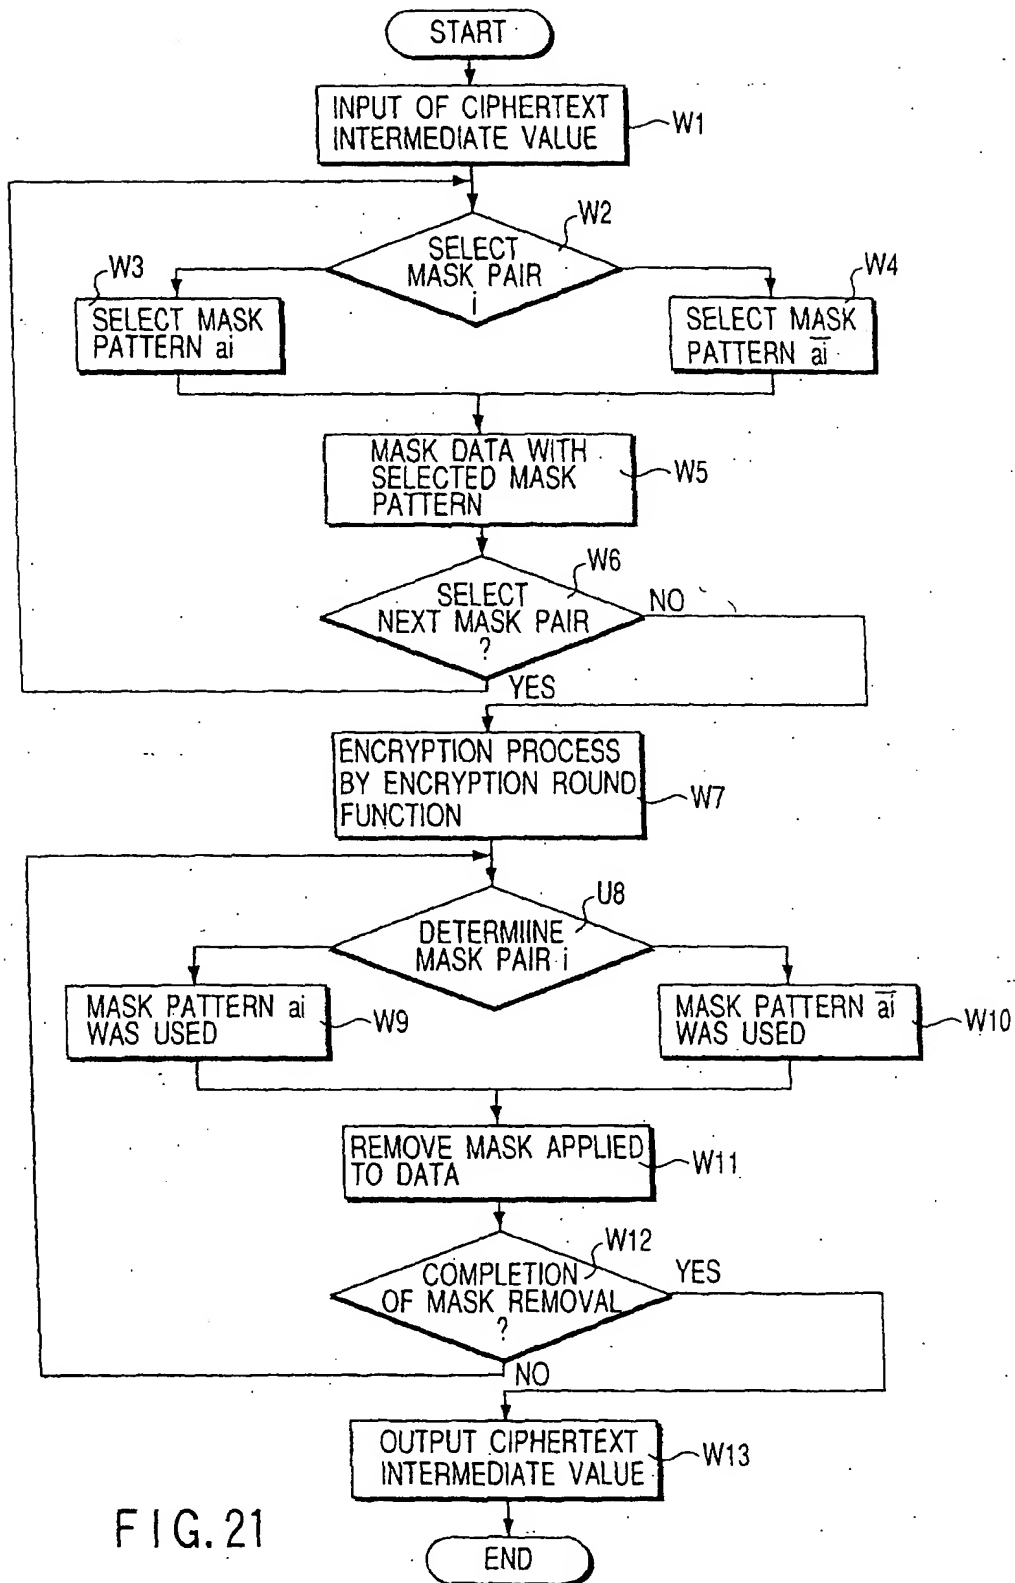 START
INPUT OF CIPHERTEXT
INTERMEDIATE VALUE
W1
W2
SELECT
MASK PAIR
i
W3
SELECT MASK
PATTERN ai
W4
SELECT MASK
PATTERN a̅i̅
MASK DATA WITH
SELECTED MASK
PATTERN
W5
W6
SELECT
NEXT MASK PAIR
?
NO
YES
ENCRYPTION PROCESS
BY ENCRYPTION ROUND
FUNCTION
W7
U8
DETERMIINE
MASK PAIR i
MASK PATTERN ai
WAS USED
W9
MASK PATTERN a̅i̅
WAS USED
W10
REMOVE MASK APPLIED
TO DATA
W11
W12
COMPLETION
OF MASK REMOVAL
?
YES
NO
OUTPUT CIPHERTEXT
INTERMEDIATE VALUE
W13
FIG. 21
END